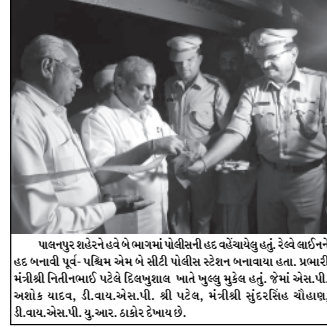 પાલનપુર શહેરને હવે બે ભાગમાં પોલીસની હદ વહેંચાયેલુ હતું. રેલ્વે લાઈનને
હદ બનાવી પૂર્વ- પશ્ચિમ એમ બે સીટી પોલીસ સ્ટેશન બનાવાયા હતા. પ્રભારી
મંત્રીશ્રી નિતીનભાઈ પટેલે દિલખુશાલ ખાતે ખુલ્લુ મુકેલ હતું. જેમાં એસ.પી.
અશોક યાદવ, ડી.વાય.એસ.પી. શ્રી પટેલ, મંત્રીશ્રી સુંદરસિંહ ચૌહાણ,
ડી.વાય.એસ.પી. યુ.આર. ઠાકોર દેખાય છે.